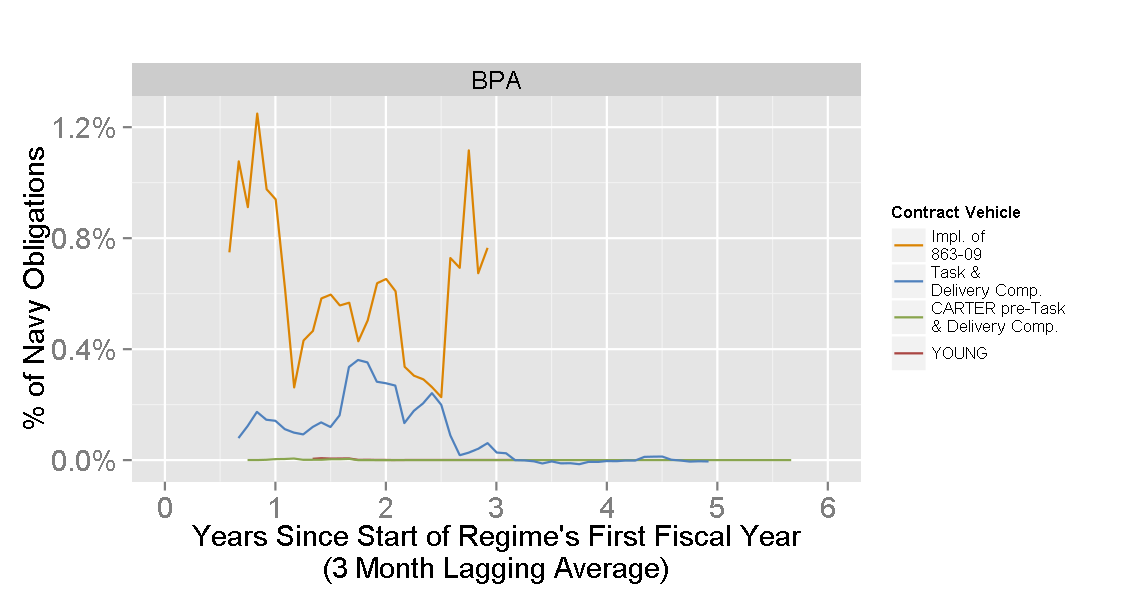 BPA
% of Navy Obligations
1.2%
0.8%
0.4%
0.0%
0 1 2 3 4 5 6
Years Since Start of Regime's First Fiscal Year
(3 Month Lagging Average)
Contract Vehicle
Impl. of
863-09
Task &
Delivery Comp.
CARTER pre-Task
& Delivery Comp.
YOUNG